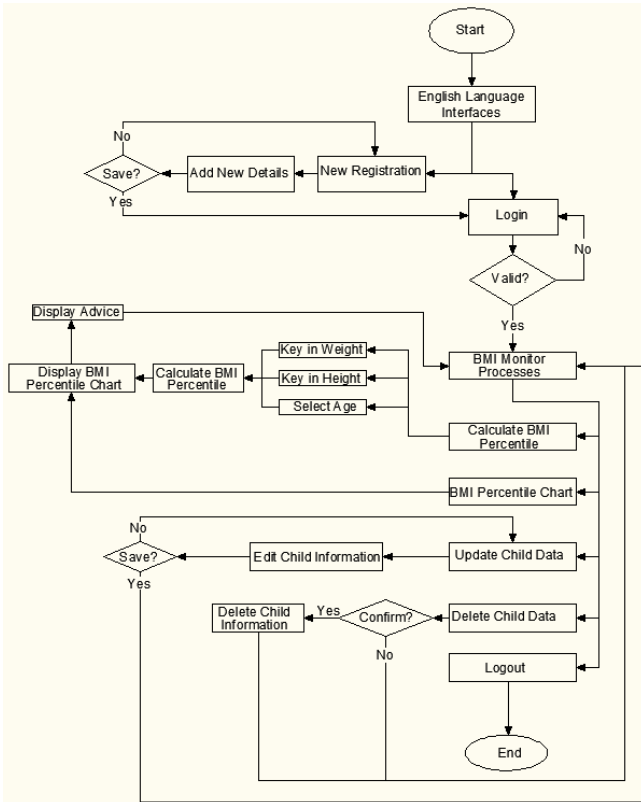 Start
English Language
Interfaces
No
Save?
Add New Details
New Registration
Yes
Login
No
Valid?
Yes
Display Advice
Key in Weight
BMI Monitor
Processes
Display BMI
Percentile Chart
Calculate BMI
Percentile
Key in Height
Select Age
Calculate BMI
Percentile
BMI Percentile Chart
No
Save?
Edit Child Information
Update Child Data
Yes
Delete Child
Information
Yes
Confirm?
Delete Child Data
No
Logout
End